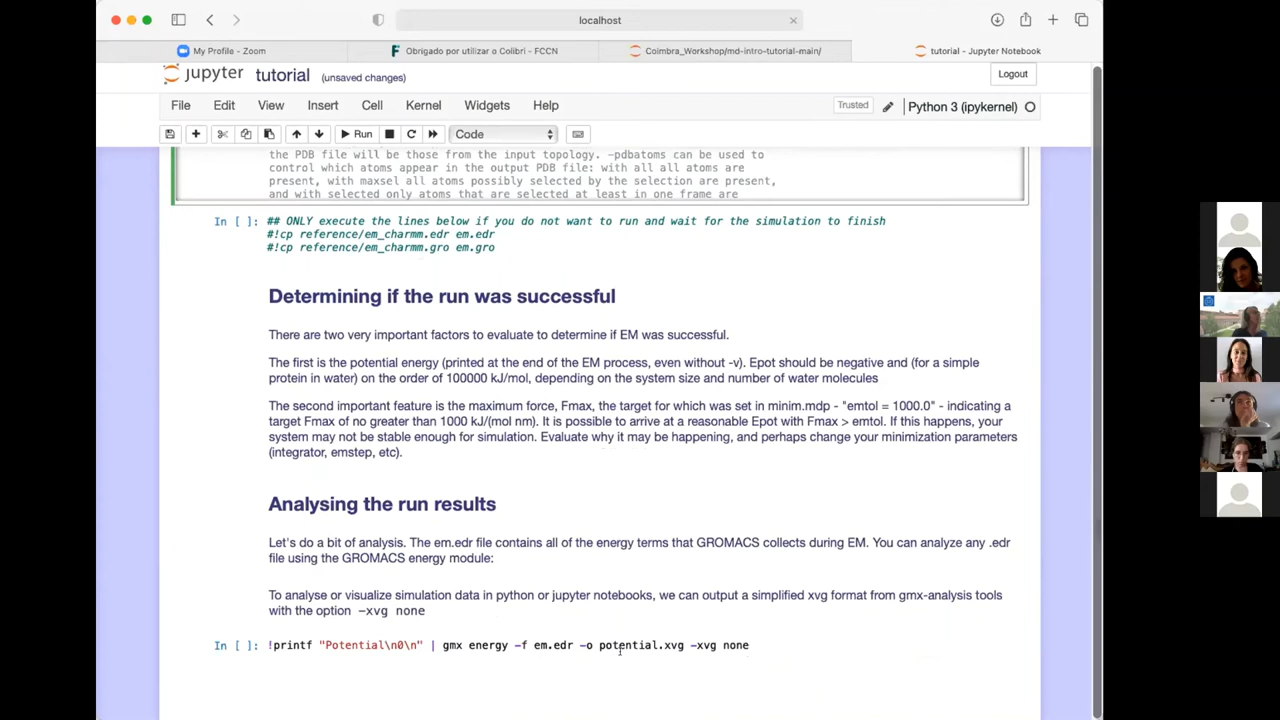 localhost
My Profile - Zoom
Obrigado por utilizar o Colibri - FCCN
Coimbra_Workshop/md-intro-tutorial-main/
tutorial - Jupyter Notebook
jupyter tutorial (unsaved changes)
Logout
File Edit View Insert Cell Kernel Widgets Help
Trusted
Python 3 (ipykernel)
Run
Code
the PDB file will be those from the input topology. -pdbatoms can be used to
control which atoms appear in the output PDB file: with all all atoms are
present, with maxsel all atoms possibly selected by the selection are present,
and with selected only atoms that are selected at least in one frame are
In [ ]: ## ONLY execute the lines below if you do not want to run and wait for the simulation to finish
#!cp reference/em_charmm.edr em.edr
#!cp reference/em_charmm.gro em.gro
Determining if the run was successful
There are two very important factors to evaluate to determine if EM was successful.
The first is the potential energy (printed at the end of the EM process, even without -v). Epot should be negative and (for a simple
protein in water) on the order of 100000 kJ/mol, depending on the system size and number of water molecules
The second important feature is the maximum force, Fmax, the target for which was set in minim.mdp - "emtol = 1000.0" - indicating a
target Fmax of no greater than 1000 kJ/(mol nm). It is possible to arrive at a reasonable Epot with Fmax > emtol. If this happens, your
system may not be stable enough for simulation. Evaluate why it may be happening, and perhaps change your minimization parameters
(integrator, emstep, etc).
Analysing the run results
Let's do a bit of analysis. The em.edr file contains all of the energy terms that GROMACS collects during EM. You can analyze any .edr
file using the GROMACS energy module:
To analyse or visualize simulation data in python or jupyter notebooks, we can output a simplified xvg format from gmx-analysis tools
with the option -xvg none
In [ ]: !printf "Potential\n0\n" | gmx energy -f em.edr -o potential.xvg -xvg none